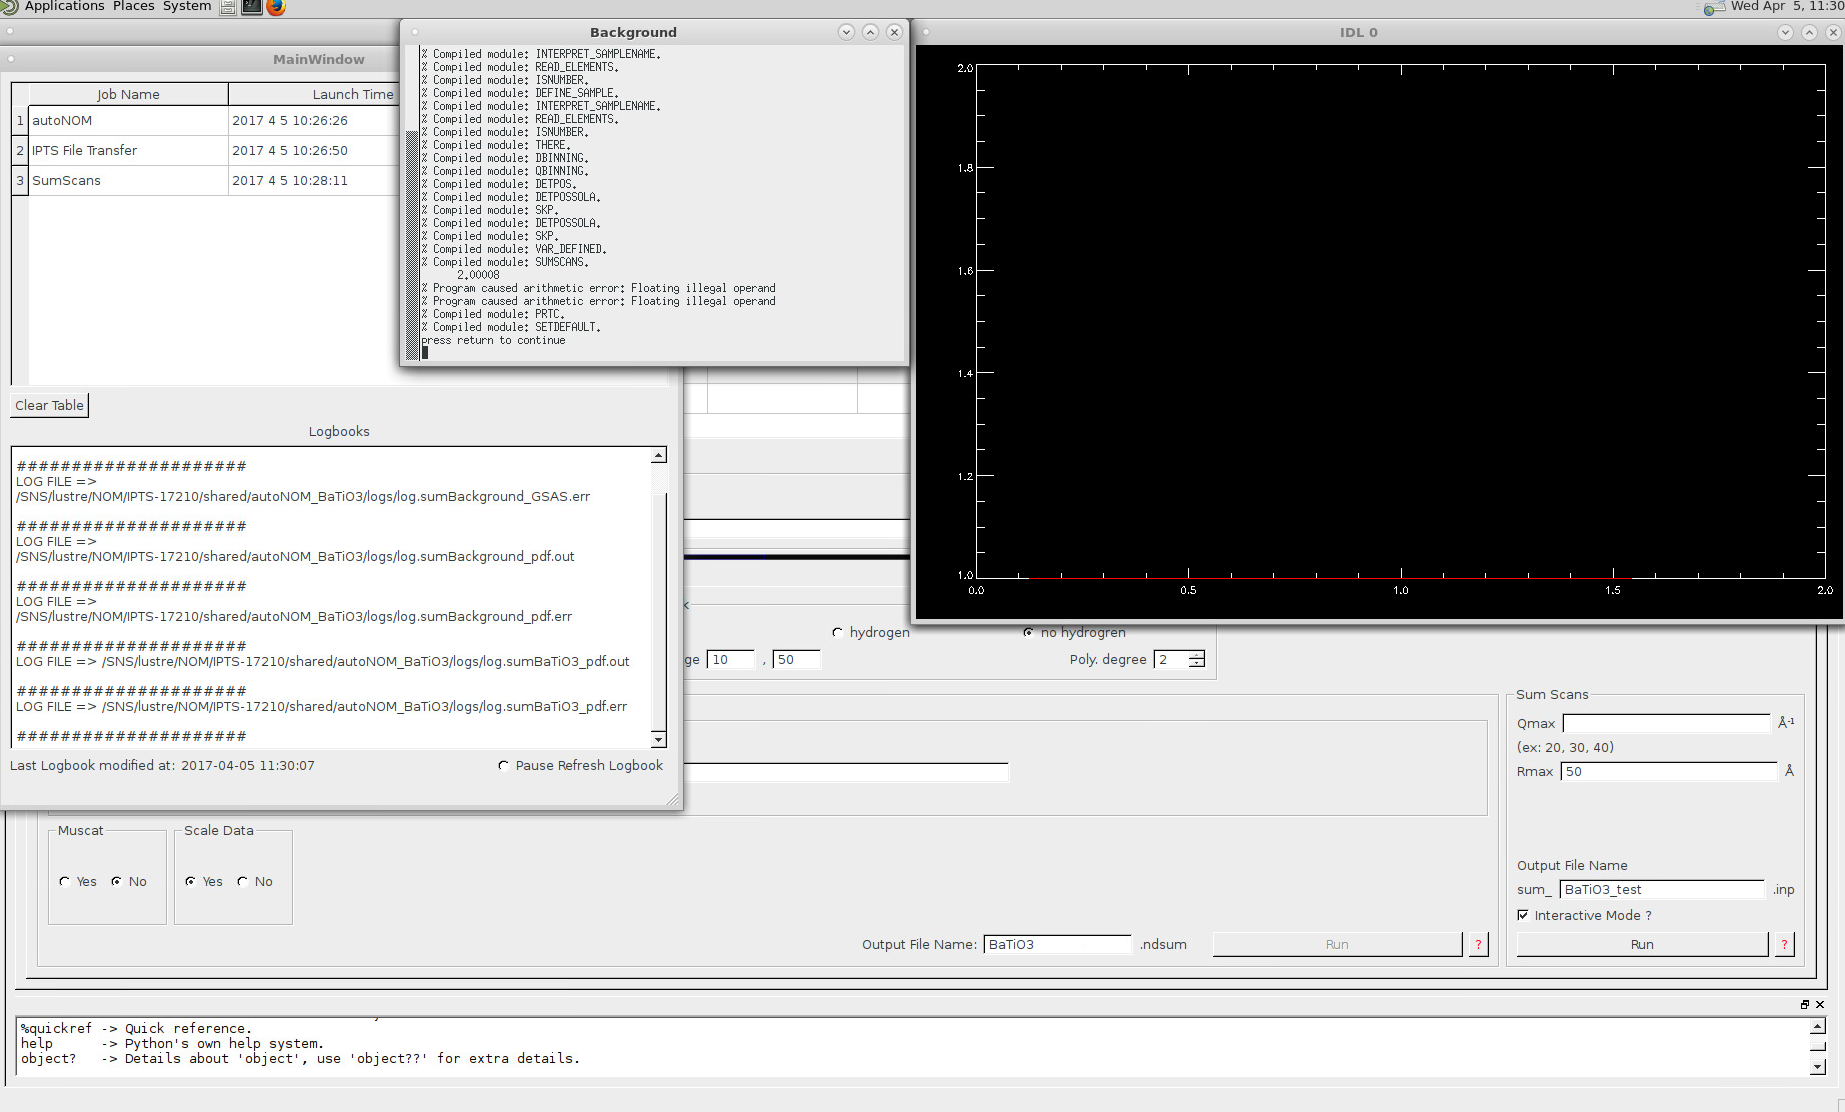 Applications Places System
Wed Apr 5, 11:30
MainWindow
Job Name
Launch Time
1 autoNOM 2017 4 5 10:26:26
2 IPTS File Transfer 2017 4 5 10:26:50
3 SumScans 2017 4 5 10:28:11
Clear Table
Logbooks
#####################
LOG FILE =>
/SNS/lustre/NOM/IPTS-17210/shared/autoNOM_BaTiO3/logs/log.sumBackground_GSAS.err
#####################
LOG FILE =>
/SNS/lustre/NOM/IPTS-17210/shared/autoNOM_BaTiO3/logs/log.sumBackground_pdf.out
#####################
LOG FILE =>
/SNS/lustre/NOM/IPTS-17210/shared/autoNOM_BaTiO3/logs/log.sumBackground_pdf.err
#####################
LOG FILE => /SNS/lustre/NOM/IPTS-17210/shared/autoNOM_BaTiO3/logs/log.sumBaTiO3_pdf.out
#####################
LOG FILE => /SNS/lustre/NOM/IPTS-17210/shared/autoNOM_BaTiO3/logs/log.sumBaTiO3_pdf.err
#####################
Last Logbook modified at: 2017-04-05 11:30:07
Pause Refresh Logbook
Background
% Compiled module: INTERPRET_SAMPLENAME.
% Compiled module: READ_ELEMENTS.
% Compiled module: ISNUMBER.
% Compiled module: DEFINE_SAMPLE.
% Compiled module: INTERPRET_SAMPLENAME.
% Compiled module: READ_ELEMENTS.
% Compiled module: ISNUMBER.
% Compiled module: THERE.
% Compiled module: DBINNING.
% Compiled module: QBINNING.
% Compiled module: DETPOS.
% Compiled module: DETPOSSOLA.
% Compiled module: SKP.
% Compiled module: DETPOSSOLA.
% Compiled module: SKP.
% Compiled module: VAR_DEFINED.
% Compiled module: SUMSCANS.
2.00008
% Program caused arithmetic error: Floating illegal operand
% Program caused arithmetic error: Floating illegal operand
% Compiled module: PRTC.
% Compiled module: SETDEFAULT.
press return to continue
IDL 0
2.0
1.8
1.6
1.4
1.2
1.0
0.0 0.5 1.0 1.5 2.0
hydrogen
no hydrogren
ge 10 , 50
Poly. degree 2
Sum Scans
Qmax Å-1
(ex: 20, 30, 40)
Rmax 50 Å
Output File Name
sum_ BaTiO3_test .inp
Interactive Mode ?
Run ?
Muscat
Yes No
Scale Data
Yes No
Output File Name: BaTiO3 .ndsum Run ?
%quickref -> Quick reference.
help -> Python's own help system.
object? -> Details about 'object', use 'object??' for extra details.